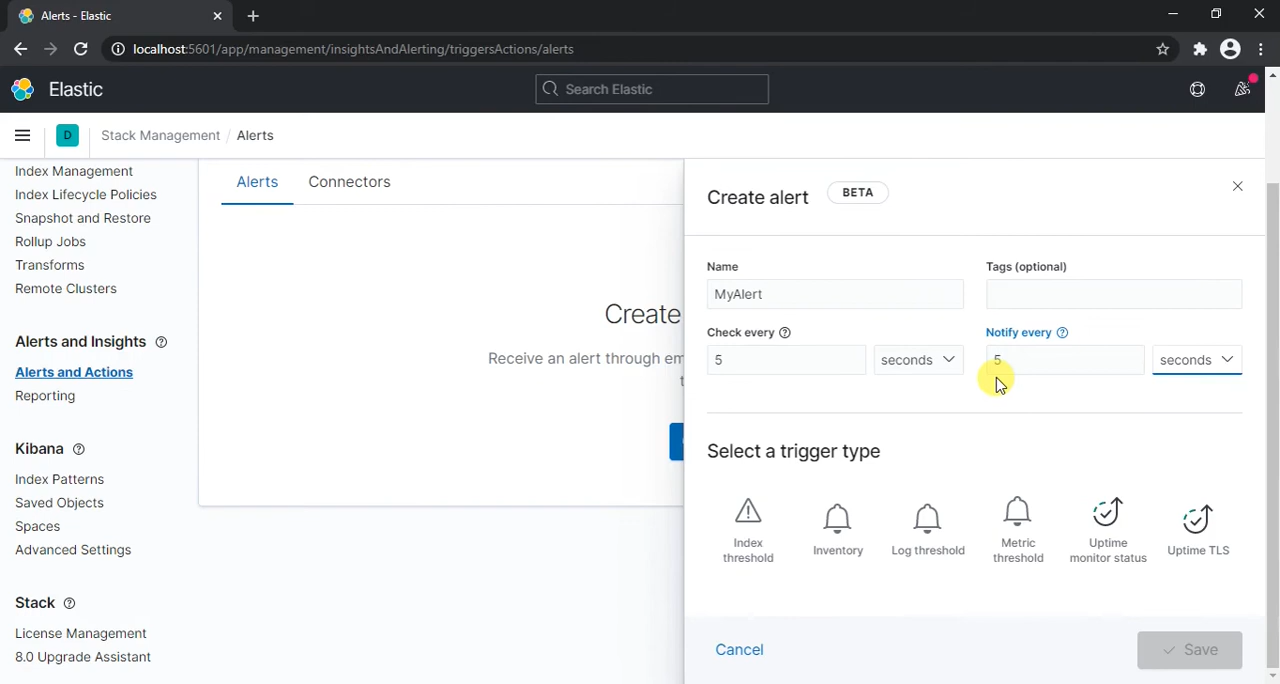 Alerts - Elastic
localhost:5601/app/management/insightsAndAlerting/triggersActions/alerts
Elastic
Search Elastic
D
Stack Management / Alerts
Index Management
Index Lifecycle Policies
Snapshot and Restore
Rollup Jobs
Transforms
Remote Clusters
Alerts and Insights
Alerts and Actions
Reporting
Kibana
Index Patterns
Saved Objects
Spaces
Advanced Settings
Stack
License Management
8.0 Upgrade Assistant
Alerts
Connectors
Create
Receive an alert through em
Create alert
BETA
Name
Tags (optional)
MyAlert
Check every
Notify every
5
seconds
5
seconds
Select a trigger type
Index
threshold
Inventory
Log threshold
Metric
threshold
Uptime
monitor status
Uptime TLS
Cancel
Save